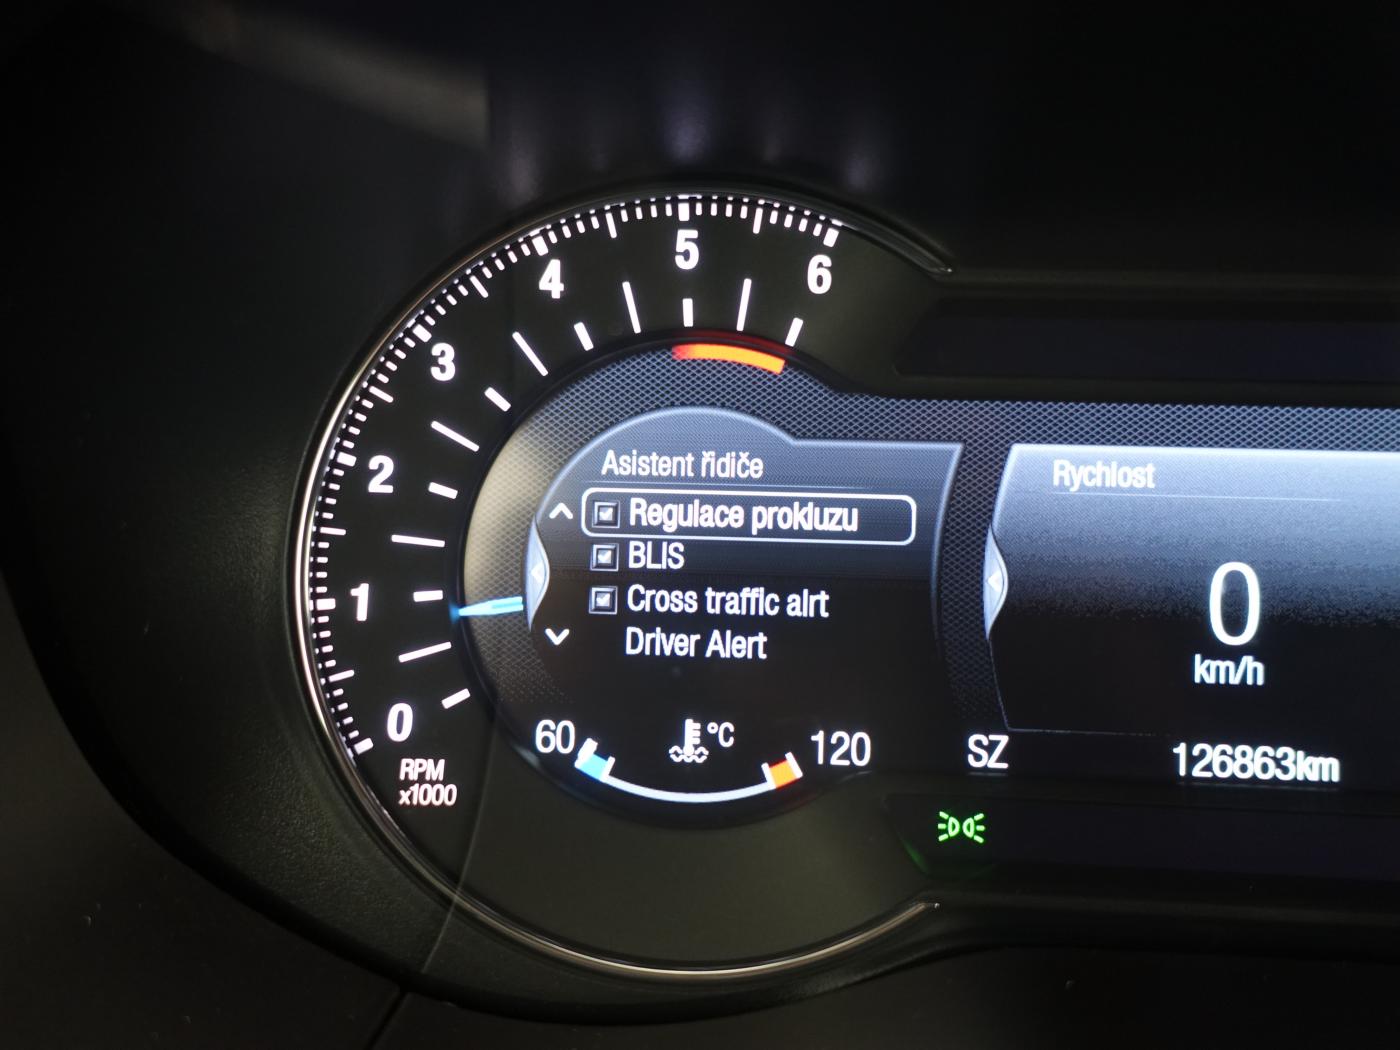 6
5
4
3
2
1
0
RPM
x1000
Asistent řidiče
Regulace prokluzu
BLIS
Cross traffic alrt
Driver Alert
60
°C
120
Rychlost
0
km/h
SZ
126863km